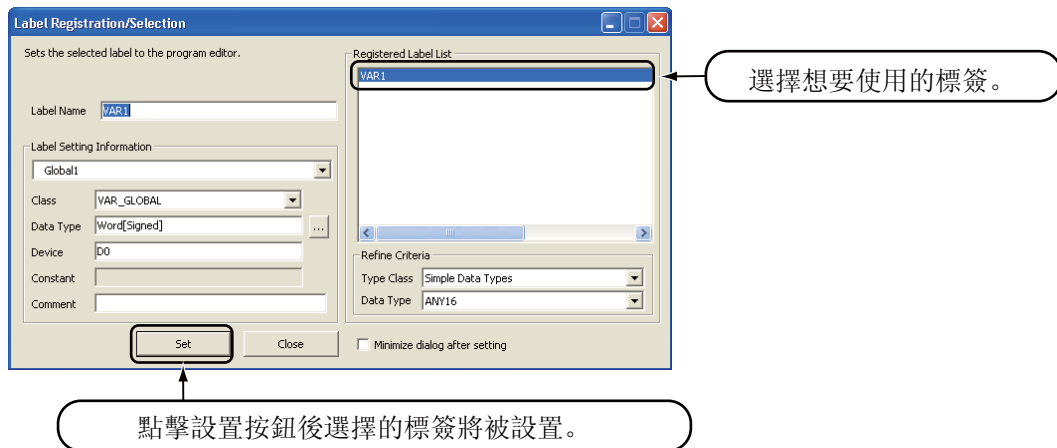 Label Registration/Selection
Sets the selected label to the program editor.
Label Name
VAR1
Label Setting Information
Global1
Class
VAR_GLOBAL
Data Type
Word[Signed]
...
Device
D0
Constant
Comment
Set
Close
Registered Label List
VAR1
Refine Criteria
Type Class
Simple Data Types
Data Type
ANY16
Minimize dialog after setting
選擇想要使用的標簽。
點擊設置按鈕後選擇的標簽將被設置。